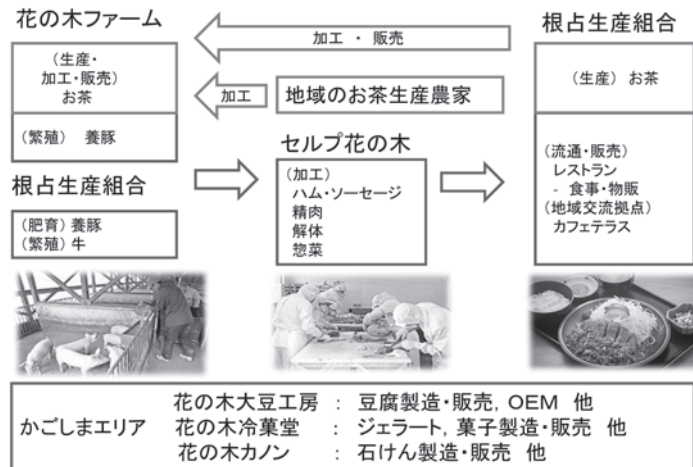 花の木ファーム
(生産・
加工・販売)
お茶
(繁殖) 養豚
根占生産組合
(肥育) 養豚
(繁殖) 牛
加工 ・ 販売
加工
地域のお茶生産農家
セルプ花の木
(加工)
ハム・ソーセージ
精肉
解体
惣菜
根占生産組合
(生産) お茶
(流通・販売)
レストラン
- 食事・物販
(地域交流拠点)
カフェテラス
かごしまエリア
花の木大豆工房 : 豆腐製造・販売, OEM 他
花の木冷菓堂 : ジェラート, 菓子製造・販売 他
花の木カノン : 石けん製造・販売 他